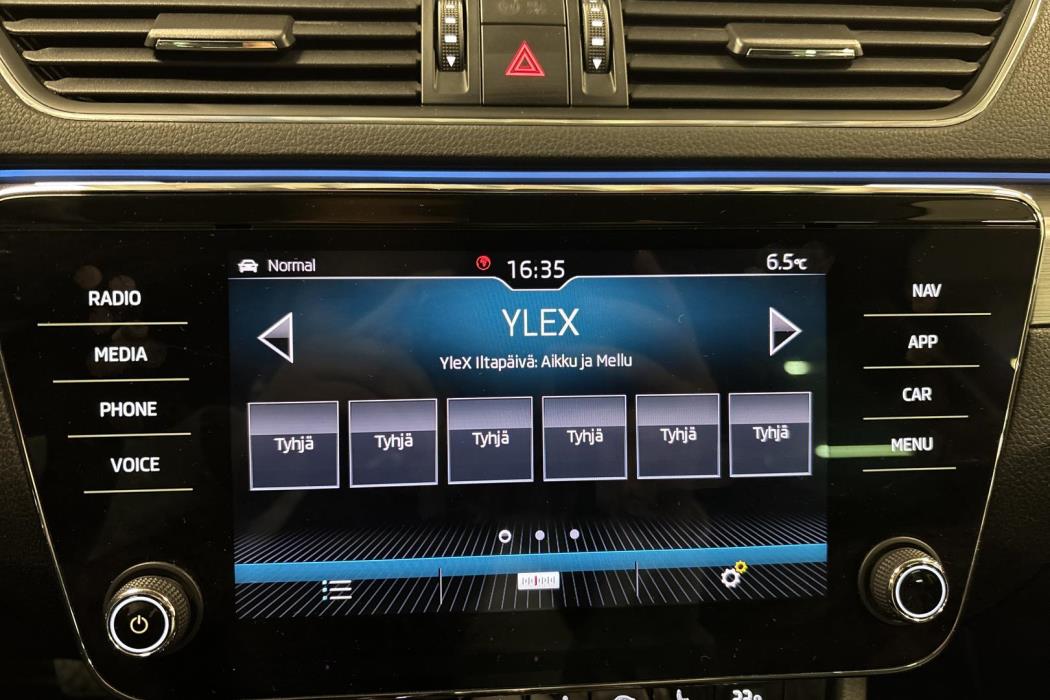 Normal
16:35
6.5℃
RADIO
MEDIA
PHONE
VOICE
YLEX
YleX Iltapäivä: Aikku ja Mellu
Tyhjä
Tyhjä
Tyhjä
Tyhjä
Tyhjä
Tyhjä
NAV
APP
CAR
MENU